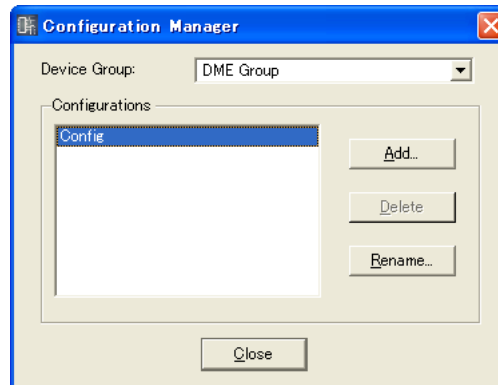 Configuration Manager
Device Group: DME Group
Configurations
Config
Add...
Delete
Rename...
Close